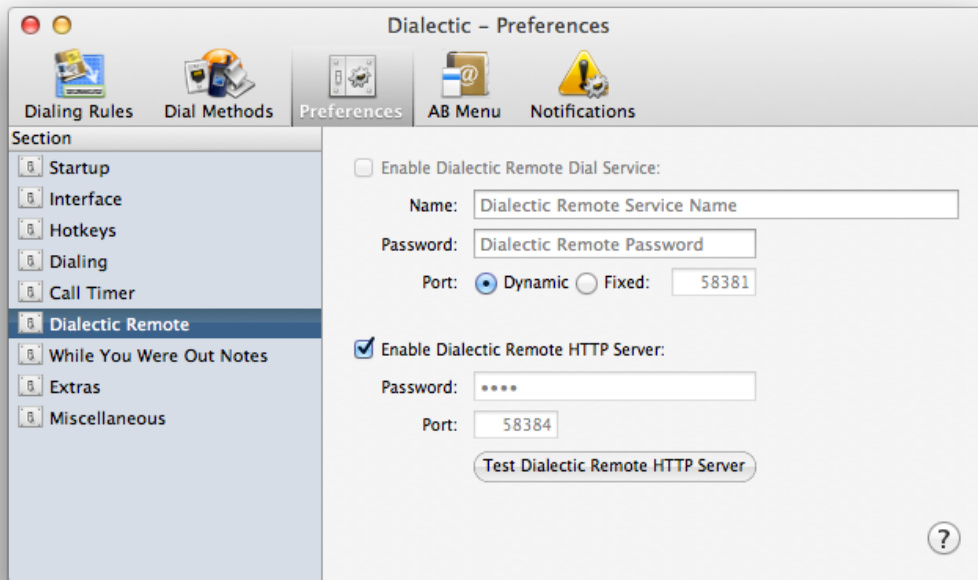 Dialectic – Preferences
Dialing Rules Dial Methods Preferences AB Menu Notifications
Section
Startup
Interface
Hotkeys
Dialing
Call Timer
Dialectic Remote
While You Were Out Notes
Extras
Miscellaneous
Enable Dialectic Remote Dial Service:
Name: Dialectic Remote Service Name
Password: Dialectic Remote Password
Port: Dynamic Fixed: 58381
Enable Dialectic Remote HTTP Server:
Password: ••••
Port: 58384
Test Dialectic Remote HTTP Server
?